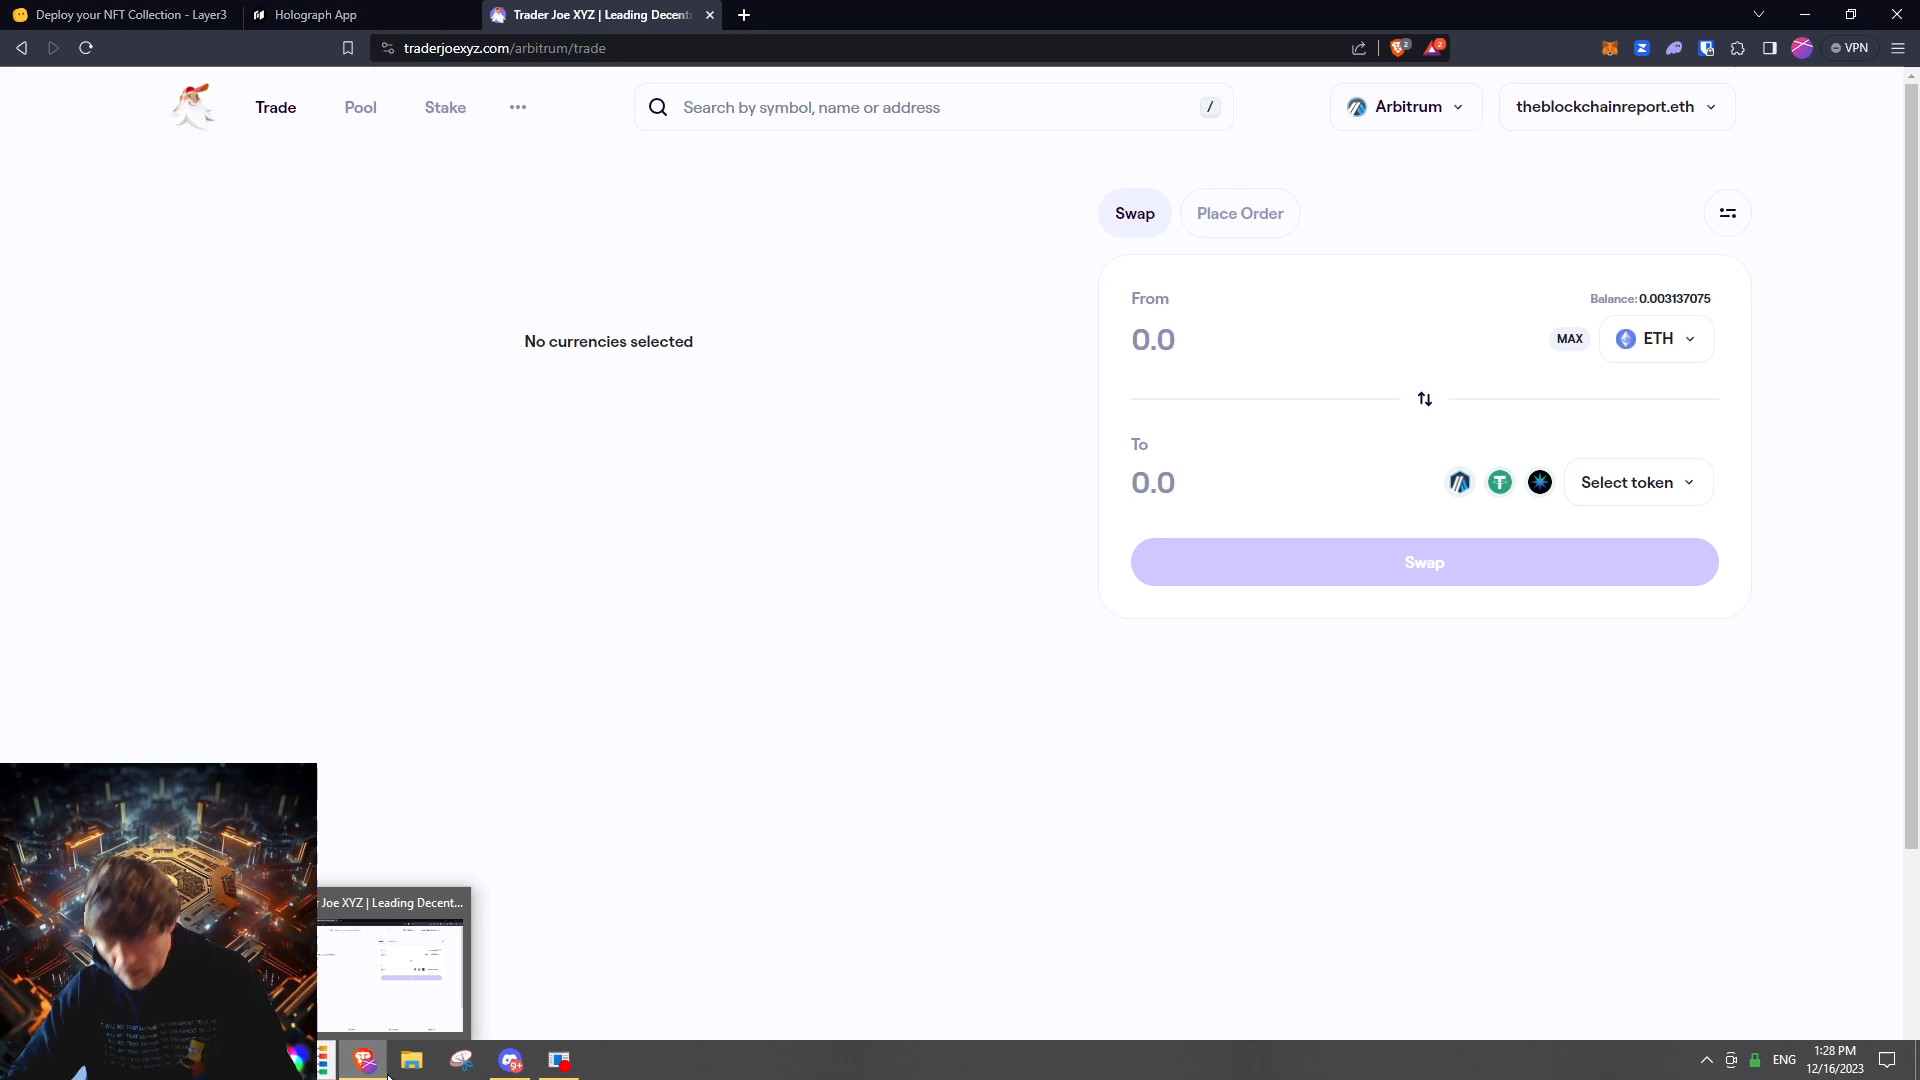 Deploy your NFT Collection - Layer3
Holograph App
Trader Joe XYZ | Leading Decent
traderjoexyz.com/arbitrum/trade
2
2
VPN
Trade
Pool
Stake
Search by symbol, name or address
/
Arbitrum
theblockchainreport.eth
Swap
Place Order
From
Balance: 0.003137075
0.0
MAX
ETH
No currencies selected
To
0.0
Select token
Swap
r Joe XYZ | Leading Decent...
9+
ENG
1:28 PM
12/16/2023